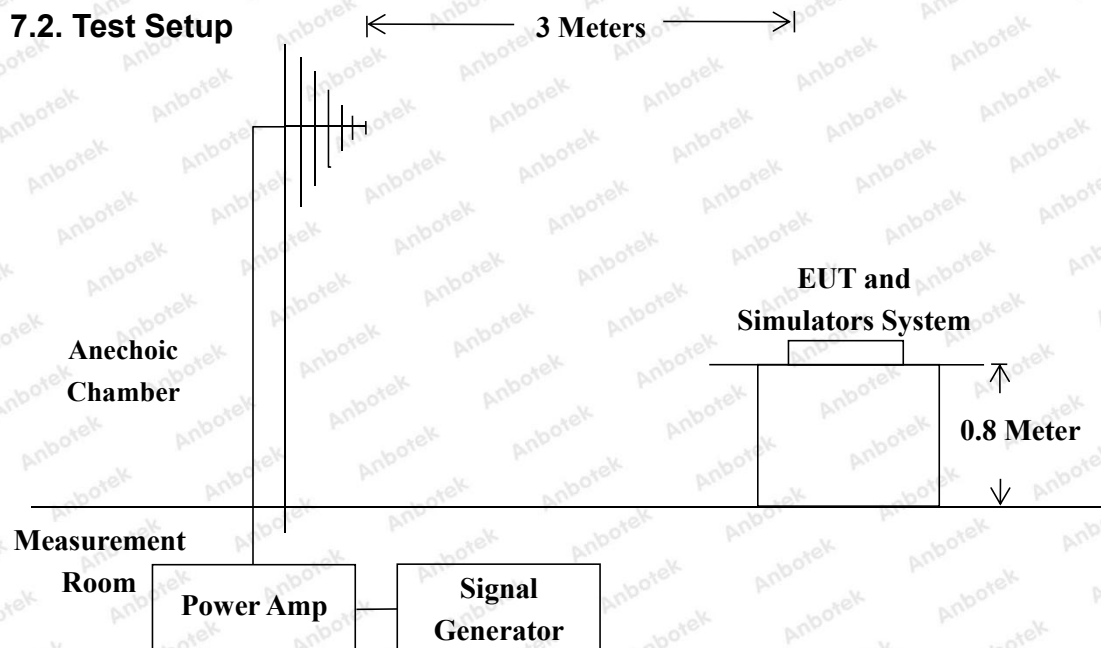 7.2. Test Setup
3 Meters
EUT and
Simulators System
Anechoic
Chamber
0.8 Meter
Measurement
Room
Power Amp
Signal
Generator
Anbotek